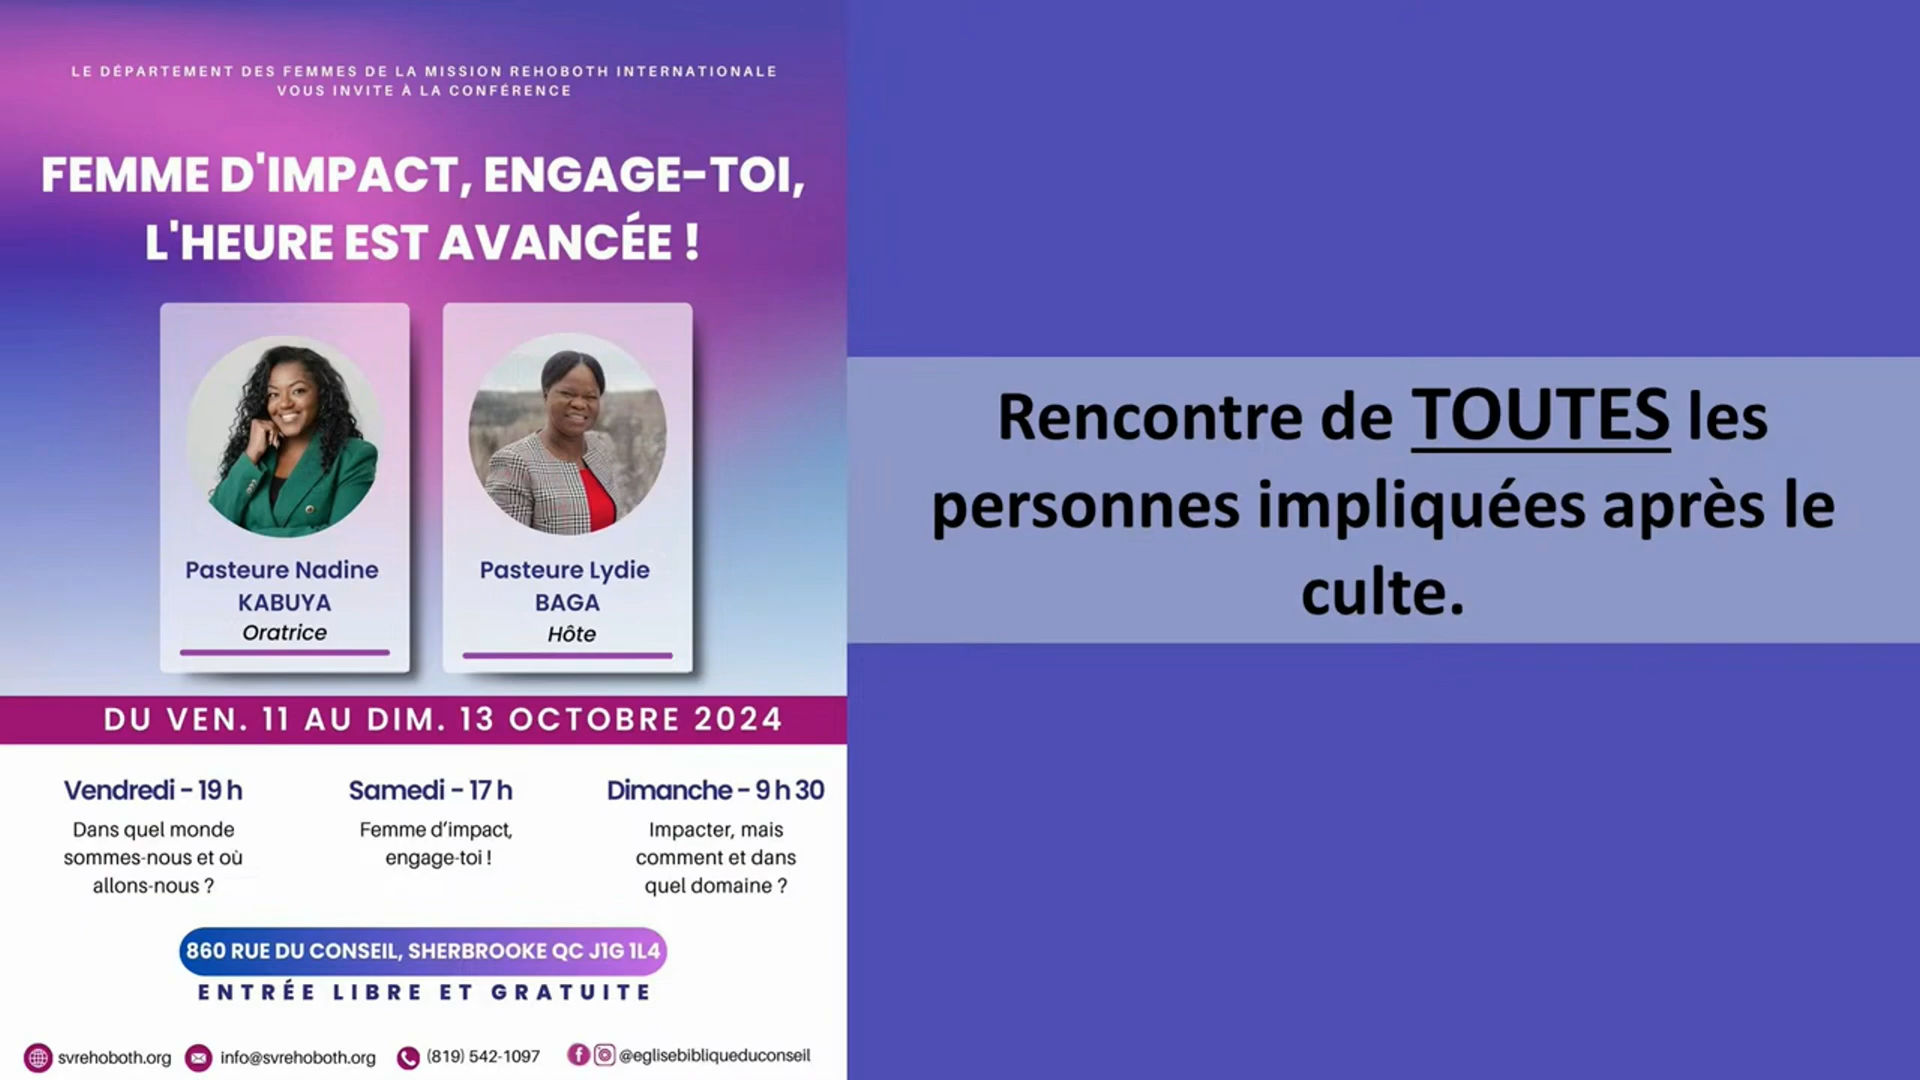 LE DÉPARTEMENT DES FEMMES DE LA MISSION REHOBOTH INTERNATIONALE
VOUS INVITE À LA CONFÉRENCE
FEMME D'IMPACT, ENGAGE-TOI,
L'HEURE EST AVANCÉE !
Pasteure Nadine
KABUYA
Oratrice
Pasteure Lydie
BAGA
Hôte
DU VEN. 11 AU DIM. 13 OCTOBRE 2024
Vendredi - 19 h
Dans quel monde
sommes-nous et où
allons-nous ?
Samedi - 17 h
Femme d'impact,
engage-toi !
Dimanche - 9 h 30
Impacter, mais
comment et dans
quel domaine ?
860 RUE DU CONSEIL, SHERBROOKE QC J1G 1L4
ENTRÉE LIBRE ET GRATUITE
svrehoboth.org
info@svrehoboth.org
(819) 542-1097
@eglisebibliqueduconseil
Rencontre de TOUTES les
personnes impliquées après le
culte.